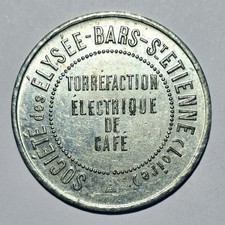 SOCIÉTÉ des ÉLYSÉE-BARS-St ETIENNE (Loire)
TORREFACTION
ELECTRIQUE
DE
CAFE